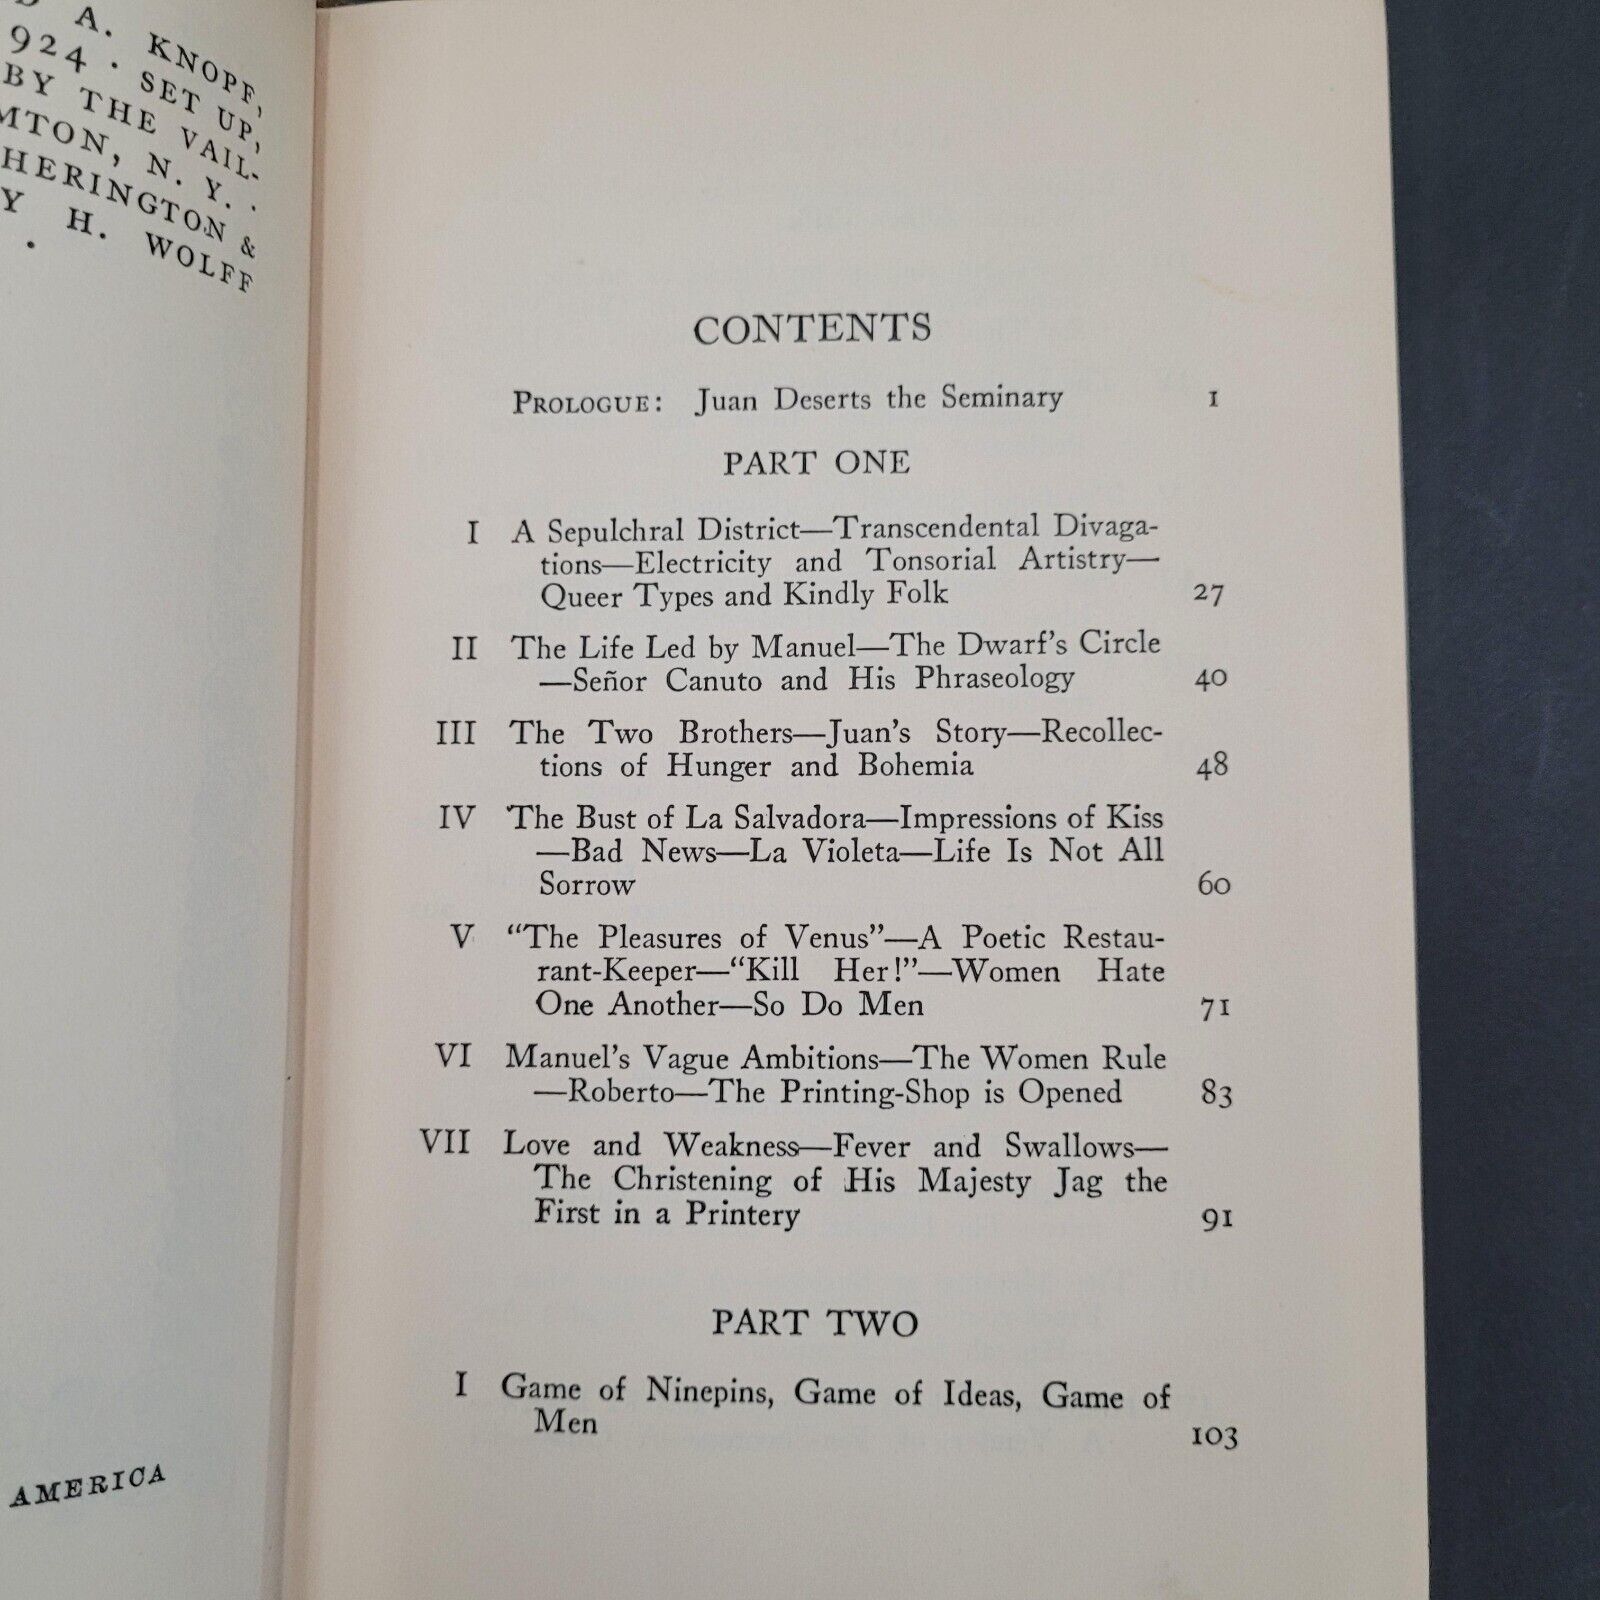 A. KNOPF,
924 · SET UP,
BY THE VAIL-
MTON, N. Y. ·
HERINGTON &
Y H. WOLFF
·
AMERICA
CONTENTS
PROLOGUE: Juan Deserts the Seminary 1
PART ONE
I A Sepulchral District—Transcendental Divaga-
tions—Electricity and Tonsorial Artistry—
Queer Types and Kindly Folk 27
II The Life Led by Manuel—The Dwarf's Circle
—Señor Canuto and His Phraseology 40
III The Two Brothers—Juan's Story—Recollec-
tions of Hunger and Bohemia 48
IV The Bust of La Salvadora—Impressions of Kiss
—Bad News—La Violeta—Life Is Not All
Sorrow 60
V "The Pleasures of Venus"—A Poetic Restau-
rant-Keeper—"Kill Her!"—Women Hate
One Another—So Do Men 71
VI Manuel's Vague Ambitions—The Women Rule
—Roberto—The Printing-Shop is Opened 83
VII Love and Weakness—Fever and Swallows—
The Christening of His Majesty Jag the
First in a Printery 91
PART TWO
I Game of Ninepins, Game of Ideas, Game of
Men 103